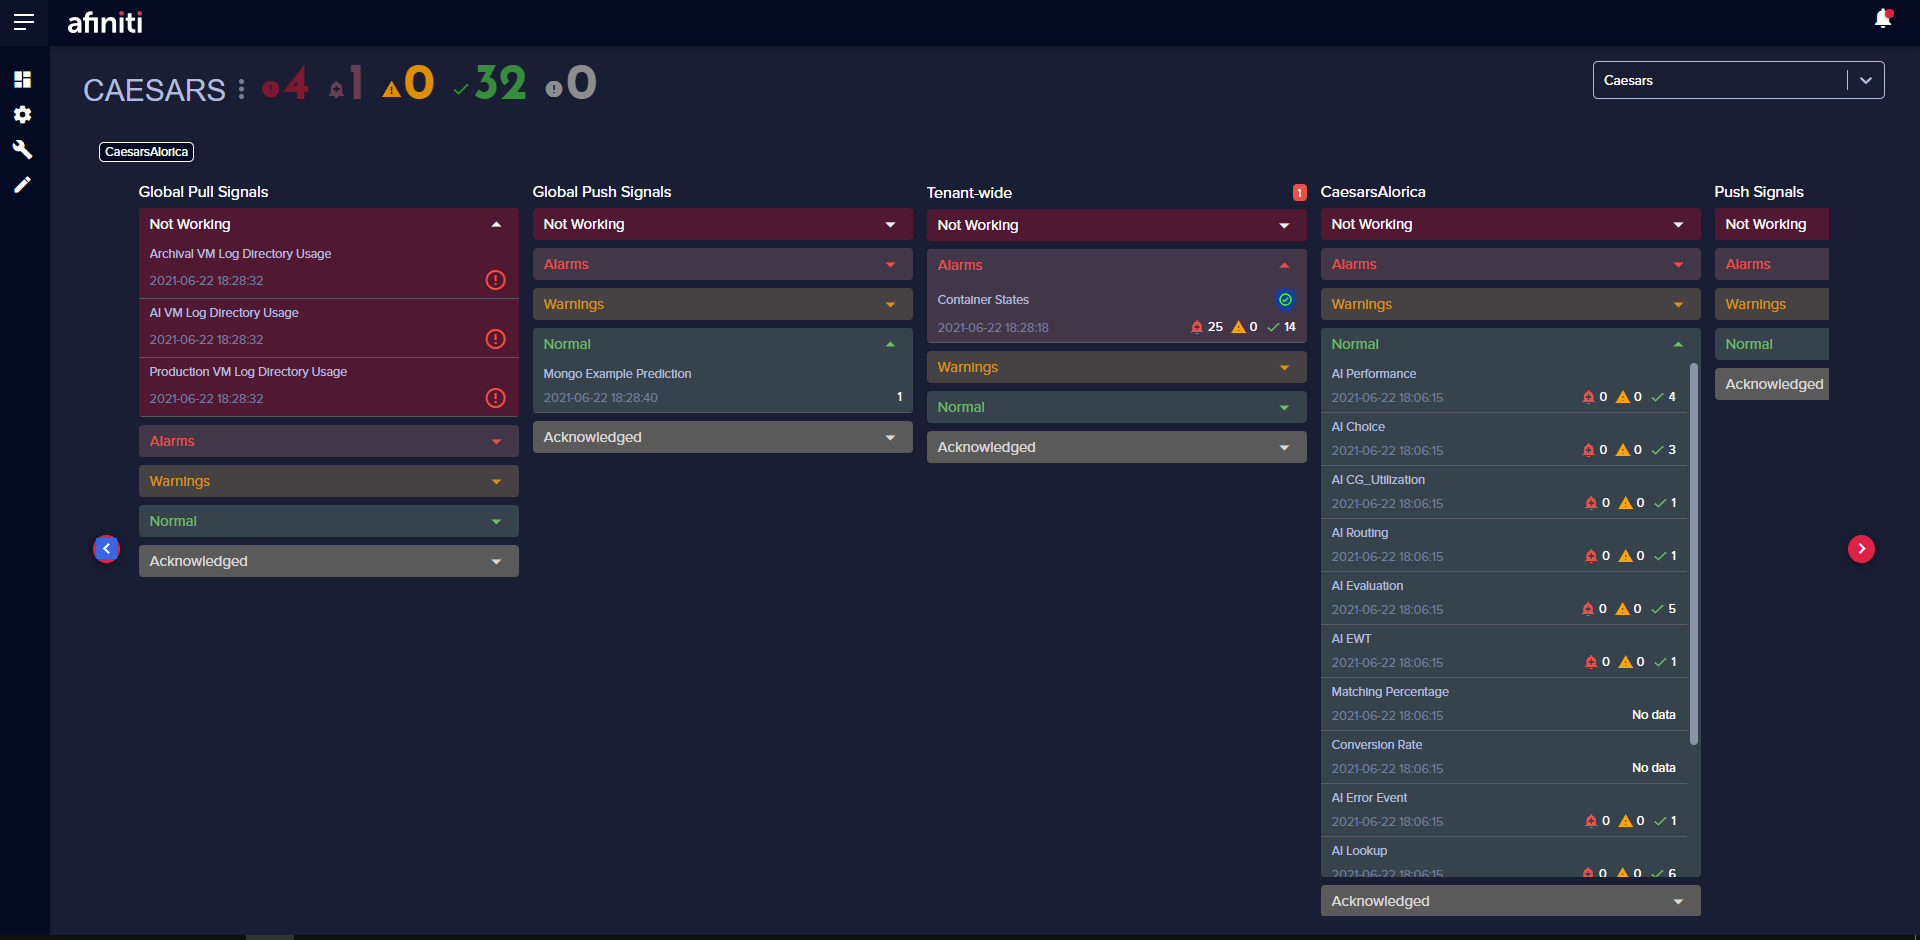 afiniti
CAESARS 4 1 0 32 0
Caesars
CaesarsAlorica
Global Pull Signals
Not Working
Archival VM Log Directory Usage
2021-06-22 18:28:32
AI VM Log Directory Usage
2021-06-22 18:28:32
Production VM Log Directory Usage
2021-06-22 18:28:32
Alarms
Warnings
Normal
Acknowledged
Global Push Signals
Not Working
Alarms
Warnings
Normal
Mongo Example Prediction
2021-06-22 18:28:40 1
Acknowledged
Tenant-wide 1
Not Working
Alarms
Container States
2021-06-22 18:28:18 25 0 14
Warnings
Normal
Acknowledged
CaesarsAlorica
Not Working
Alarms
Warnings
Normal
AI Performance
2021-06-22 18:06:15 0 0 4
AI Choice
2021-06-22 18:06:15 0 0 3
AI CG_Utilization
2021-06-22 18:06:15 0 0 1
AI Routing
2021-06-22 18:06:15 0 0 1
AI Evaluation
2021-06-22 18:06:15 0 0 5
AI EWT
2021-06-22 18:06:15 0 0 1
Matching Percentage
2021-06-22 18:06:15 No data
Conversion Rate
2021-06-22 18:06:15 No data
AI Error Event
2021-06-22 18:06:15 0 0 1
AI Lookup
2021-06-22 18:06:15 0 0 6
Acknowledged
Push Signals
Not Working
Alarms
Warnings
Normal
Acknowledged